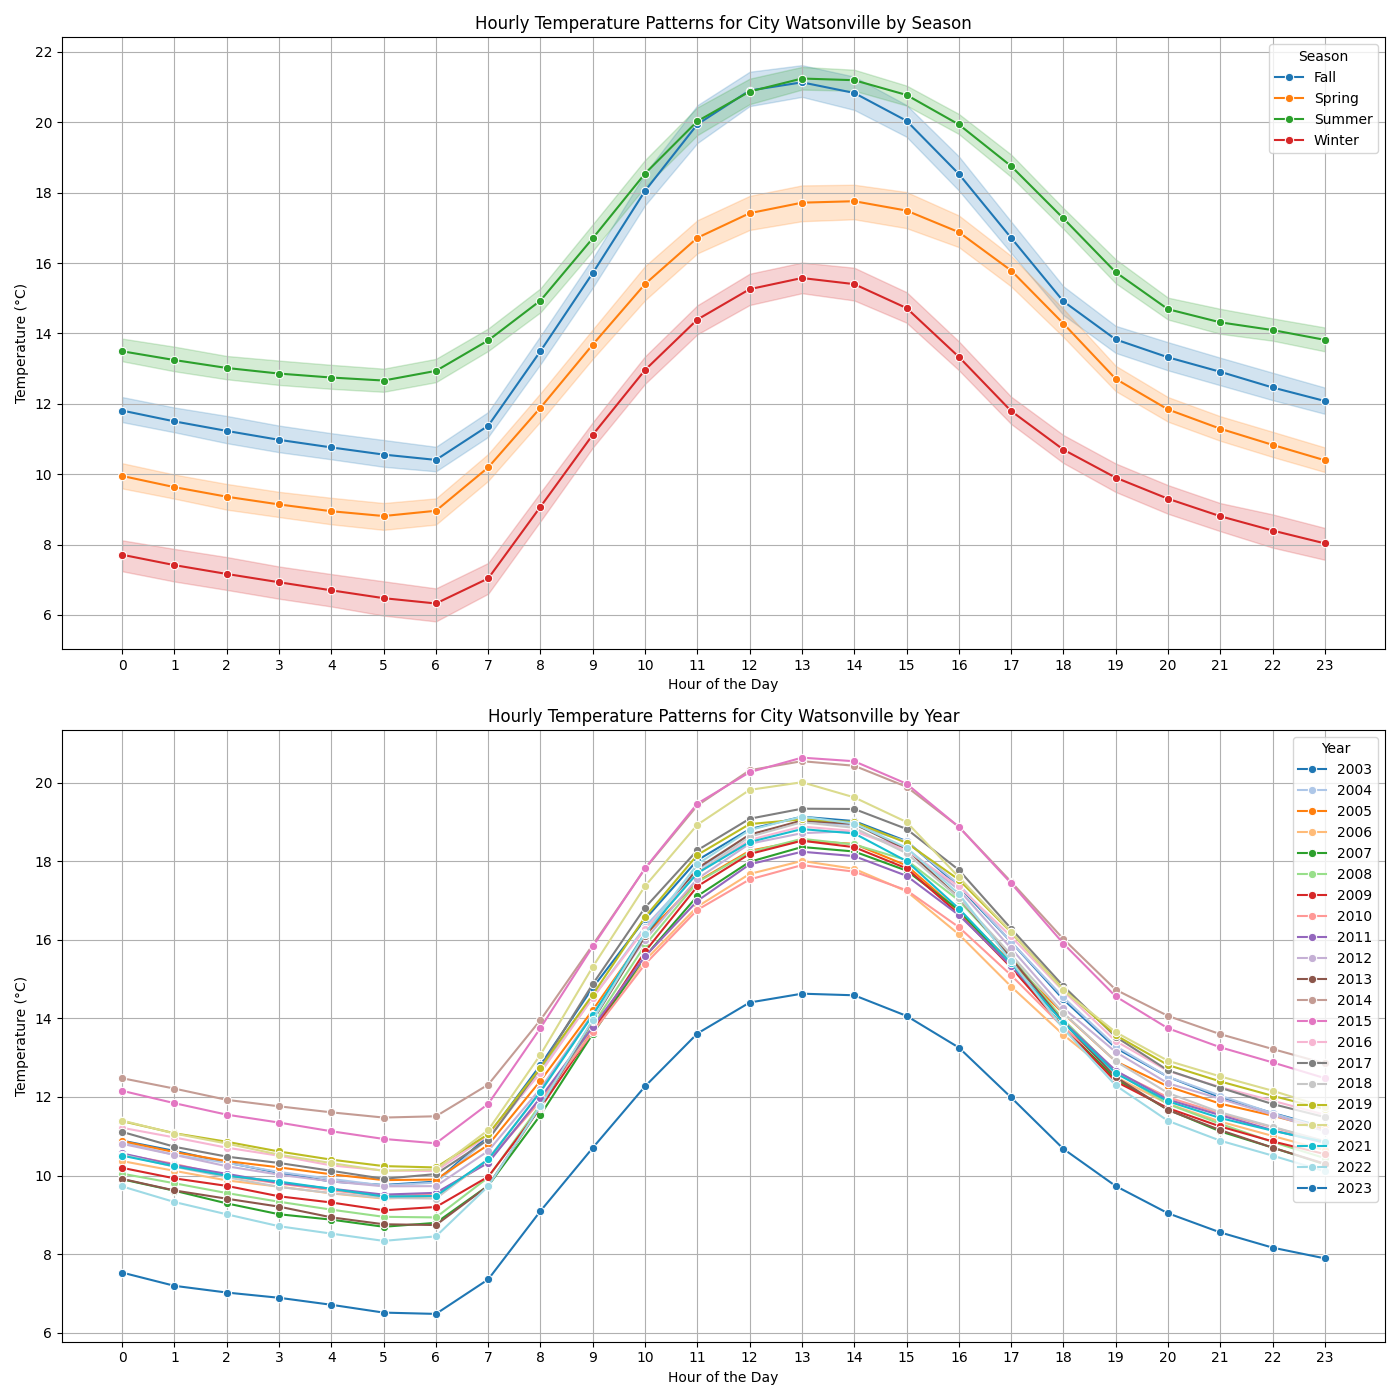 Hourly Temperature Patterns for City Watsonville by Season
Temperature (°C)
22
20
18
16
14
12
10
8
6
Season
Fall
Spring
Summer
Winter
0 1 2 3 4 5 6 7 8 9 10 11 12 13 14 15 16 17 18 19 20 21 22 23
Hour of the Day
Hourly Temperature Patterns for City Watsonville by Year
Temperature (°C)
20
18
16
14
12
10
8
6
Year
2003
2004
2005
2006
2007
2008
2009
2010
2011
2012
2013
2014
2015
2016
2017
2018
2019
2020
2021
2022
2023
0 1 2 3 4 5 6 7 8 9 10 11 12 13 14 15 16 17 18 19 20 21 22 23
Hour of the Day